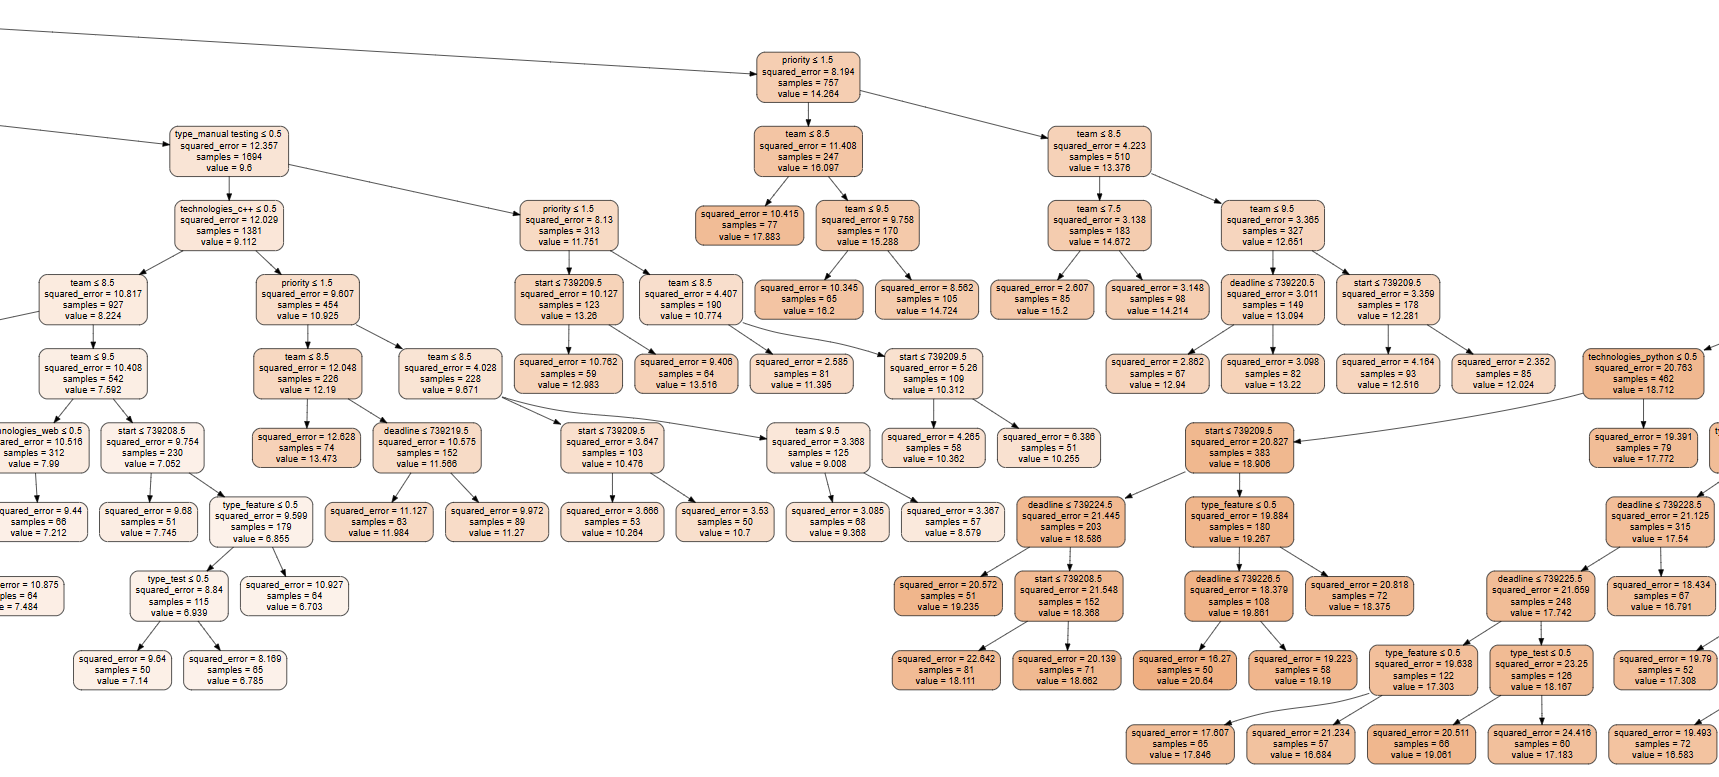 priority ≤ 1.5
squared_error = 8.194
samples = 757
value = 14.264
type_manual testing ≤ 0.5
squared_error = 12.357
samples = 1694
value = 9.6
team ≤ 8.5
squared_error = 11.408
samples = 247
value = 16.097
team ≤ 8.5
squared_error = 4.223
samples = 510
value = 13.376
technologies_c++ ≤ 0.5
squared_error = 12.029
samples = 1381
value = 9.112
priority ≤ 1.5
squared_error = 8.13
samples = 313
value = 11.751
squared_error = 10.415
samples = 77
value = 17.883
team ≤ 9.5
squared_error = 9.758
samples = 170
value = 15.288
team ≤ 7.5
squared_error = 3.138
samples = 183
value = 14.672
team ≤ 9.5
squared_error = 3.365
samples = 327
value = 12.651
team ≤ 8.5
squared_error = 10.817
samples = 927
value = 8.224
priority ≤ 1.5
squared_error = 9.607
samples = 454
value = 10.925
start ≤ 739209.5
squared_error = 10.127
samples = 123
value = 13.26
team ≤ 8.5
squared_error = 4.407
samples = 190
value = 10.774
squared_error = 10.345
samples = 65
value = 16.2
squared_error = 8.562
samples = 105
value = 14.724
squared_error = 2.607
samples = 85
value = 15.2
squared_error = 3.148
samples = 98
value = 14.214
deadline ≤ 739220.5
squared_error = 3.011
samples = 149
value = 13.094
start ≤ 739209.5
squared_error = 3.359
samples = 178
value = 12.281
team ≤ 9.5
squared_error = 10.408
samples = 542
value = 7.592
team ≤ 8.5
squared_error = 12.048
samples = 226
value = 12.19
team ≤ 8.5
squared_error = 4.028
samples = 228
value = 9.671
squared_error = 10.762
samples = 59
value = 12.983
squared_error = 9.406
samples = 64
value = 13.516
squared_error = 2.585
samples = 81
value = 11.395
start ≤ 739209.5
squared_error = 5.26
samples = 109
value = 10.312
squared_error = 2.862
samples = 67
value = 12.94
squared_error = 3.098
samples = 82
value = 13.22
squared_error = 4.164
samples = 93
value = 12.516
squared_error = 2.352
samples = 85
value = 12.024
technologies_python ≤ 0.5
squared_error = 20.763
samples = 462
value = 18.712
nologies_web ≤ 0.5
ared_error = 10.516
samples = 312
value = 7.99
start ≤ 739208.5
squared_error = 9.754
samples = 230
value = 7.052
squared_error = 12.628
samples = 74
value = 13.473
deadline ≤ 739219.5
squared_error = 10.575
samples = 152
value = 11.566
start ≤ 739209.5
squared_error = 3.647
samples = 103
value = 10.476
team ≤ 9.5
squared_error = 3.368
samples = 125
value = 9.008
squared_error = 4.265
samples = 58
value = 10.362
squared_error = 6.386
samples = 51
value = 10.255
start ≤ 739209.5
squared_error = 20.827
samples = 383
value = 18.906
squared_error = 19.391
samples = 79
value = 17.772
quared_error = 9.44
samples = 66
value = 7.212
squared_error = 9.68
samples = 51
value = 7.745
type_feature ≤ 0.5
squared_error = 9.599
samples = 179
value = 6.855
squared_error = 11.127
samples = 63
value = 11.984
squared_error = 9.972
samples = 89
value = 11.27
squared_error = 3.666
samples = 53
value = 10.264
squared_error = 3.53
samples = 50
value = 10.7
squared_error = 3.085
samples = 68
value = 9.368
squared_error = 3.367
samples = 57
value = 8.579
deadline ≤ 739224.5
squared_error = 21.445
samples = 203
value = 18.586
type_feature ≤ 0.5
squared_error = 19.884
samples = 180
value = 19.267
deadline ≤ 739228.5
squared_error = 21.125
samples = 315
value = 17.54
error = 10.875
ples = 64
e = 7.484
type_test ≤ 0.5
squared_error = 8.84
samples = 115
value = 6.939
squared_error = 10.927
samples = 64
value = 6.703
squared_error = 20.572
samples = 51
value = 19.235
start ≤ 739208.5
squared_error = 21.548
samples = 152
value = 18.368
deadline ≤ 739226.5
squared_error = 18.379
samples = 108
value = 19.861
squared_error = 20.818
samples = 72
value = 18.375
deadline ≤ 739225.5
squared_error = 21.659
samples = 248
value = 17.742
squared_error = 18.434
samples = 67
value = 16.791
squared_error = 9.64
samples = 50
value = 7.14
squared_error = 8.169
samples = 65
value = 6.785
squared_error = 22.642
samples = 81
value = 18.111
squared_error = 20.139
samples = 71
value = 18.662
squared_error = 16.27
samples = 50
value = 20.64
squared_error = 19.223
samples = 58
value = 19.19
type_feature ≤ 0.5
squared_error = 19.638
samples = 122
value = 17.303
type_test ≤ 0.5
squared_error = 23.25
samples = 126
value = 18.167
squared_error = 19.79
samples = 52
value = 17.308
squared_error = 17.607
samples = 65
value = 17.846
squared_error = 21.234
samples = 57
value = 16.684
squared_error = 20.511
samples = 66
value = 19.061
squared_error = 24.416
samples = 60
value = 17.183
squared_error = 19.493
samples = 72
value = 16.583